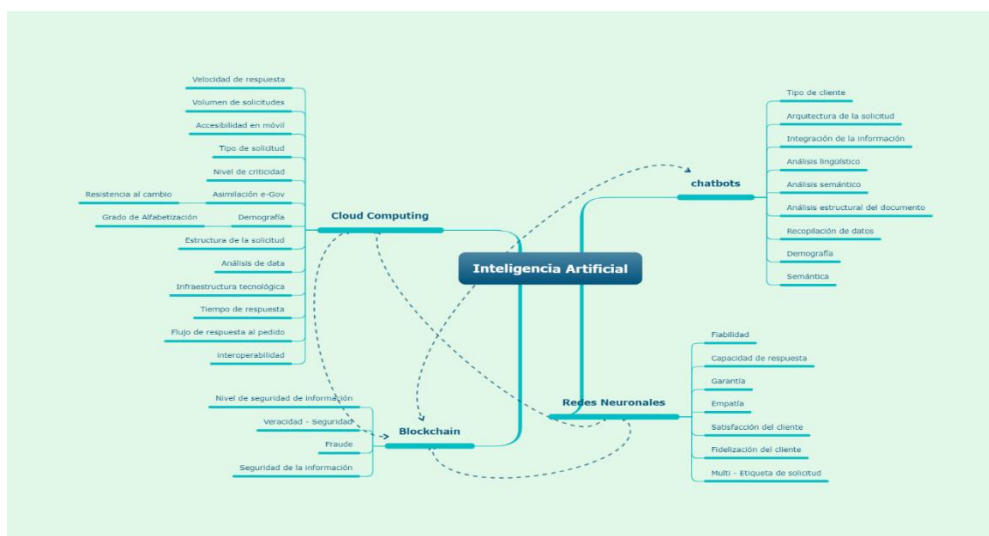 Inteligencia Artificial
Cloud Computing
Velocidad de respuesta
Volumen de solicitudes
Accesibilidad en móvil
Tipo de solicitud
Nivel de criticidad
Asimilación e-Gov
Resistencia al cambio
Demografía
Grado de Alfabetización
Estructura de la solicitud
Análisis de data
Infraestructura tecnológica
Tiempo de respuesta
Flujo de respuesta al pedido
Interoperabilidad
Blockchain
Nivel de seguridad de información
Veracidad - Seguridad
Fraude
Seguridad de la información
chatbots
Tipo de cliente
Arquitectura de la solicitud
Integración de la información
Análisis lingüístico
Análisis semántico
Análisis estructural del documento
Recopilación de datos
Demografía
Semántica
Redes Neuronales
Fiabilidad
Capacidad de respuesta
Garantía
Empatía
Satisfacción del cliente
Fidelización del cliente
Multi - Etiqueta de solicitud